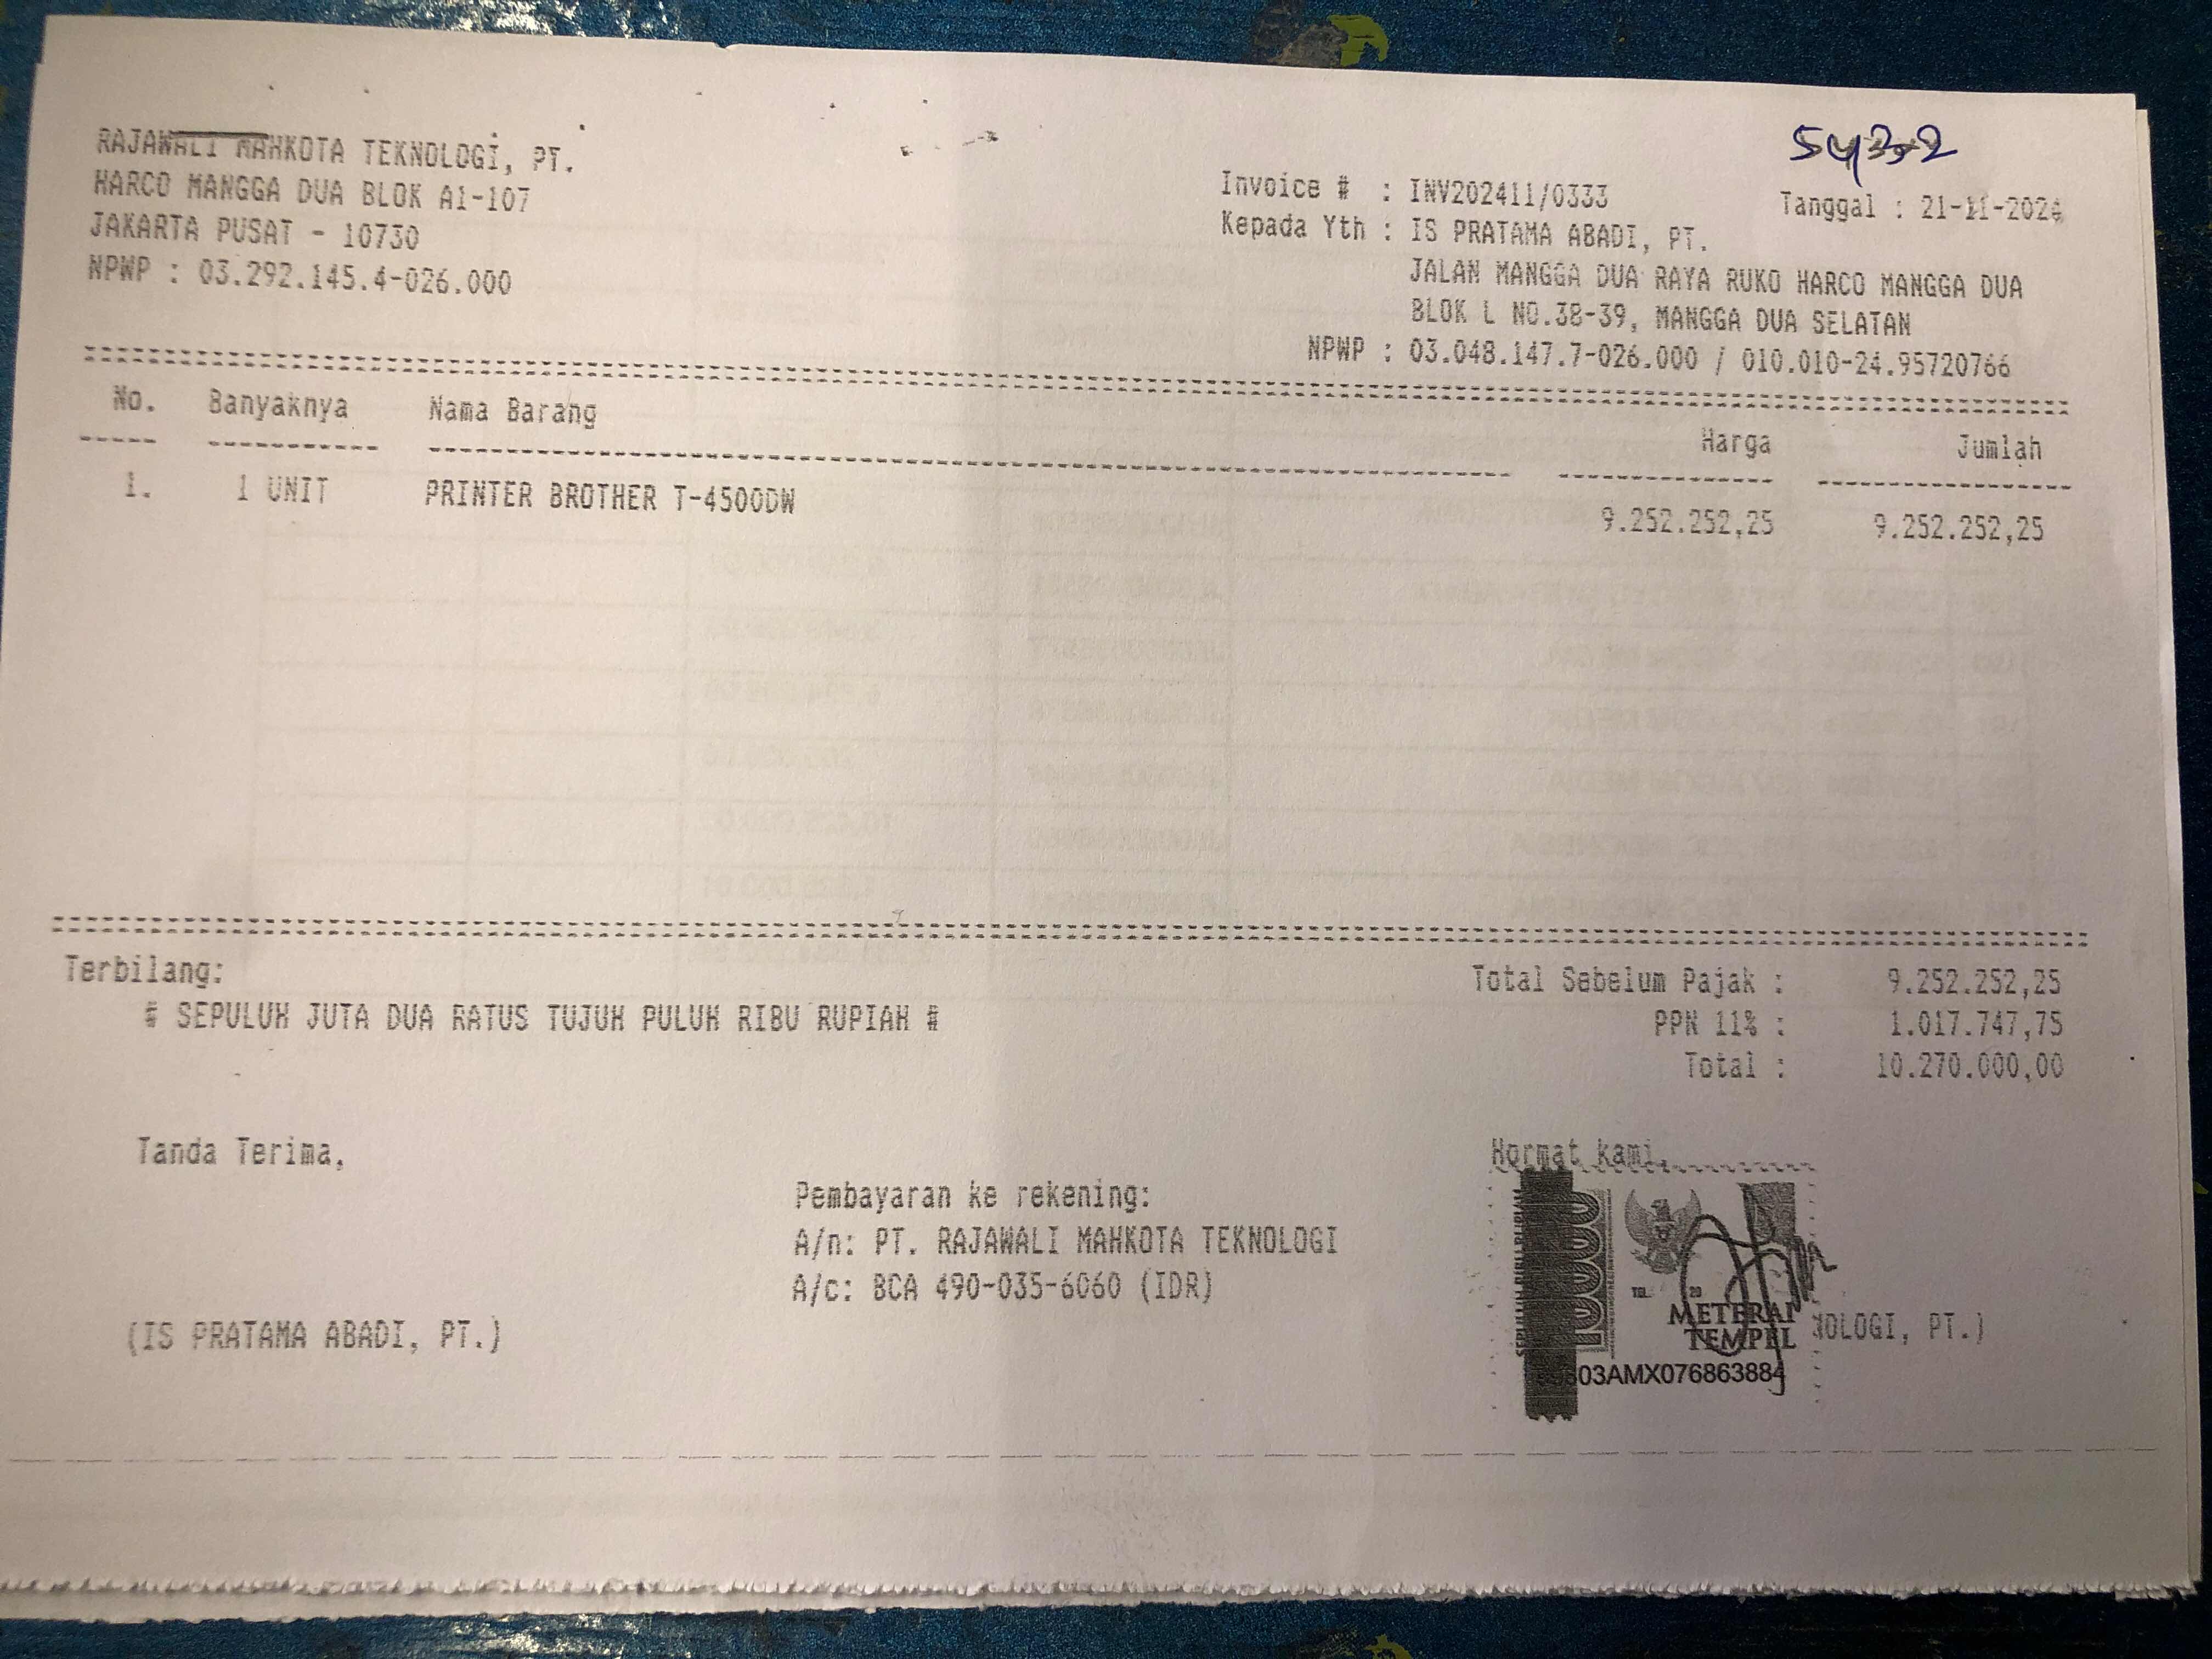 5432
RAJAWALI MAHKOTA TEKNOLOGI, PT.
HARCO MANGGA DUA BLOK A1-107
JAKARTA PUSAT - 10730
NPWP : 03.292.145.4-026.000
Invoice # : INV202411/0333 Tanggal : 21-11-2024
Kepada Yth : IS PRATAMA ABADI, PT.
JALAN MANGGA DUA RAYA RUKO HARCO MANGGA DUA
BLOK L NO.38-39, MANGGA DUA SELATAN
NPWP : 03.048.147.7-026.000 / 010.010-24.95720766
No. Banyaknya Nama Barang Harga Jumlah
1. 1 UNIT PRINTER BROTHER T-4500DW 9.252.252,25 9.252.252,25
Terbilang:
# SEPULUH JUTA DUA RATUS TUJUH PULUH RIBU RUPIAH #
Total Sebelum Pajak : 9.252.252,25
PPN 11% : 1.017.747,75
Total : 10.270.000,00
Tanda Terima,
(IS PRATAMA ABADI, PT.)
Pembayaran ke rekening:
A/n: PT. RAJAWALI MAHKOTA TEKNOLOGI
A/c: BCA 490-035-6060 (IDR)
Hormat kami,
TGL. 20
METERAI
TEMPEL
03AMX076863884
NOLOGI, PT.)